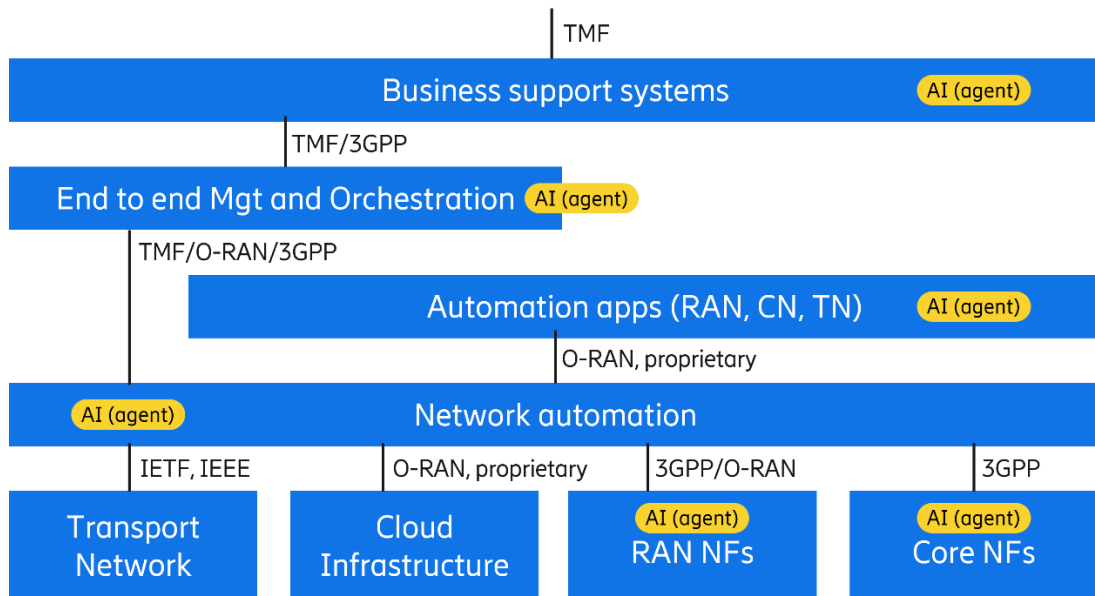 TMF
Business support systems
AI (agent)
TMF/3GPP
End to end Mgt and Orchestration
AI (agent)
TMF/O-RAN/3GPP
Automation apps (RAN, CN, TN)
AI (agent)
O-RAN, proprietary
AI (agent)
Network automation
IETF, IEEE
O-RAN, proprietary
3GPP/O-RAN
3GPP
Transport
Network
Cloud
Infrastructure
AI (agent)
RAN NFs
AI (agent)
Core NFs